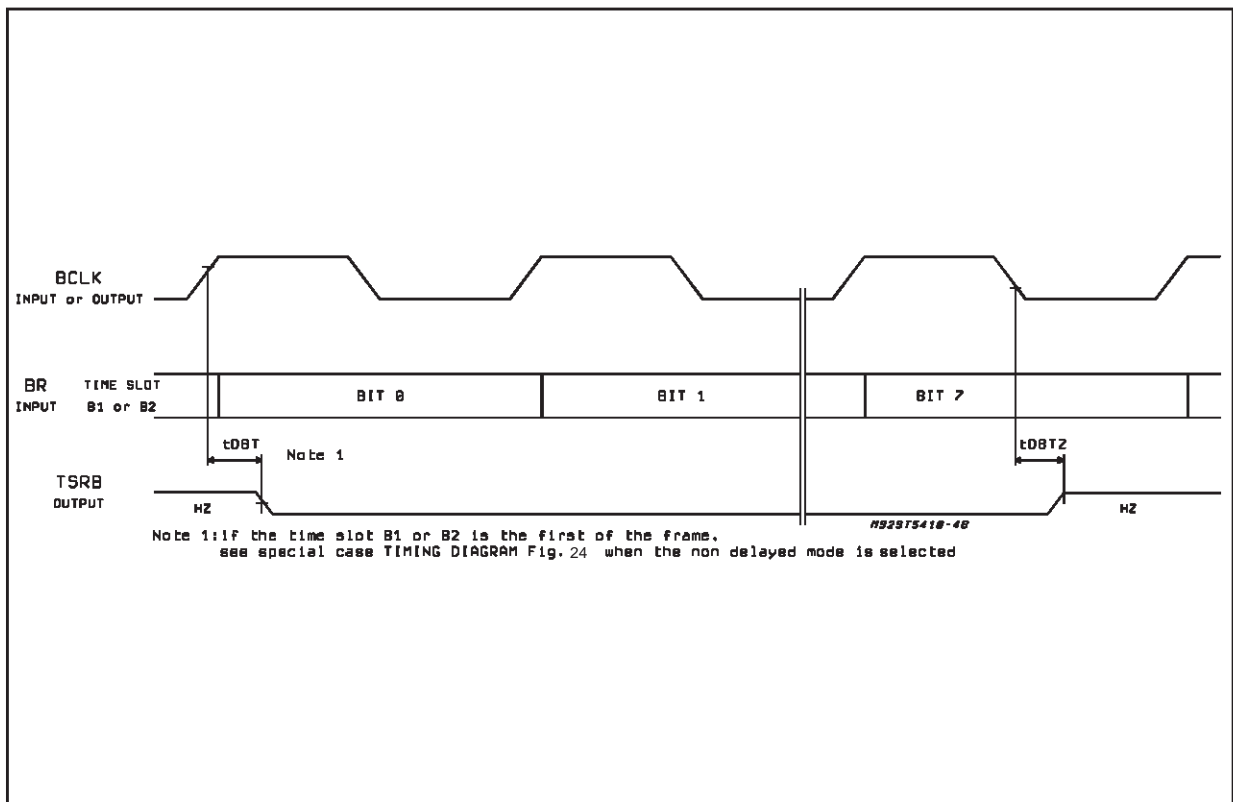 BCLK
INPUT or OUTPUT
BR TIME SLOT
INPUT B1 or B2
BIT 0
BIT 1
BIT 7
tDBT
Note 1
tDBTZ
TSRB
OUTPUT
HZ
HZ
M92ST5410-46
Note 1:if the time slot B1 or B2 is the first of the frame.
see special case TIMING DIAGRAM Fig. 24 when the non delayed mode is selected